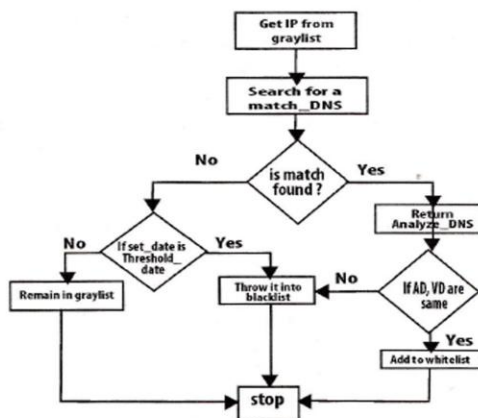 Get IP from
graylist
Search for a
match_DNS
No
Yes
is match
found ?
Return
Analyze_DNS
No
If set_date is
Threshold_
date
Yes
Remain in graylist
Throw it into
blacklist
No
If AD, VD are
same
Yes
Add to whitelist
stop